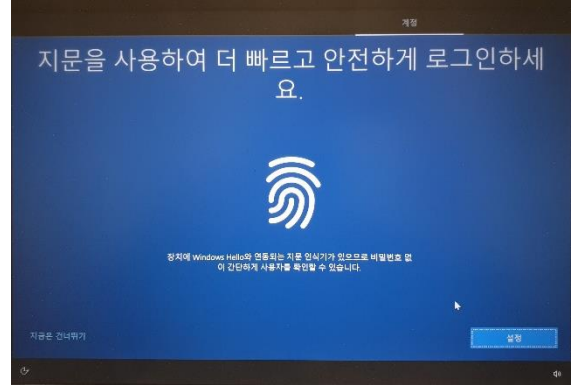 계정
지문을 사용하여 더 빠르고 안전하게 로그인하세
요.
장치에 Windows Hello와 연동되는 지문 인식기가 있으므로 비밀번호 없
이 간단하게 사용자를 확인할 수 있습니다.
지금은 건너뛰기
설정